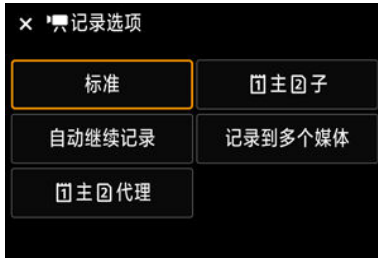 × 记录选项
标准
1主2子
自动继续记录
记录到多个媒体
1主2代理